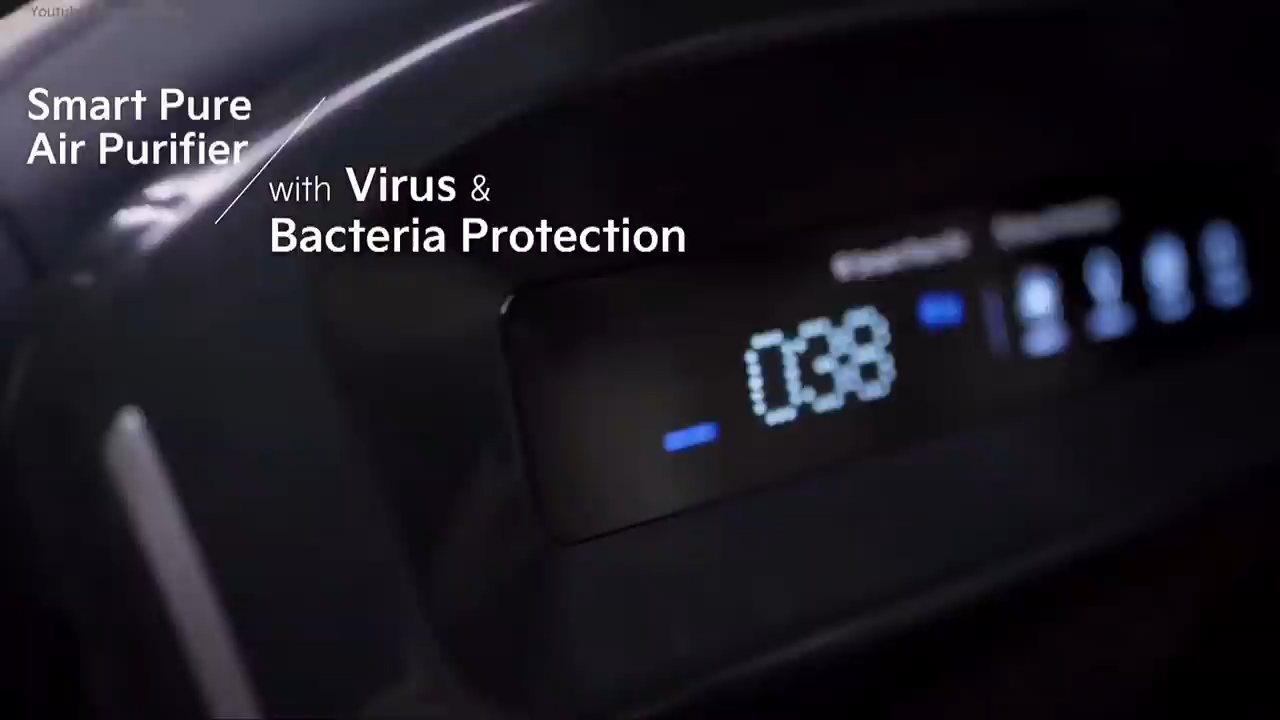 Smart Pure
Air Purifier
with Virus &
Bacteria Protection
038